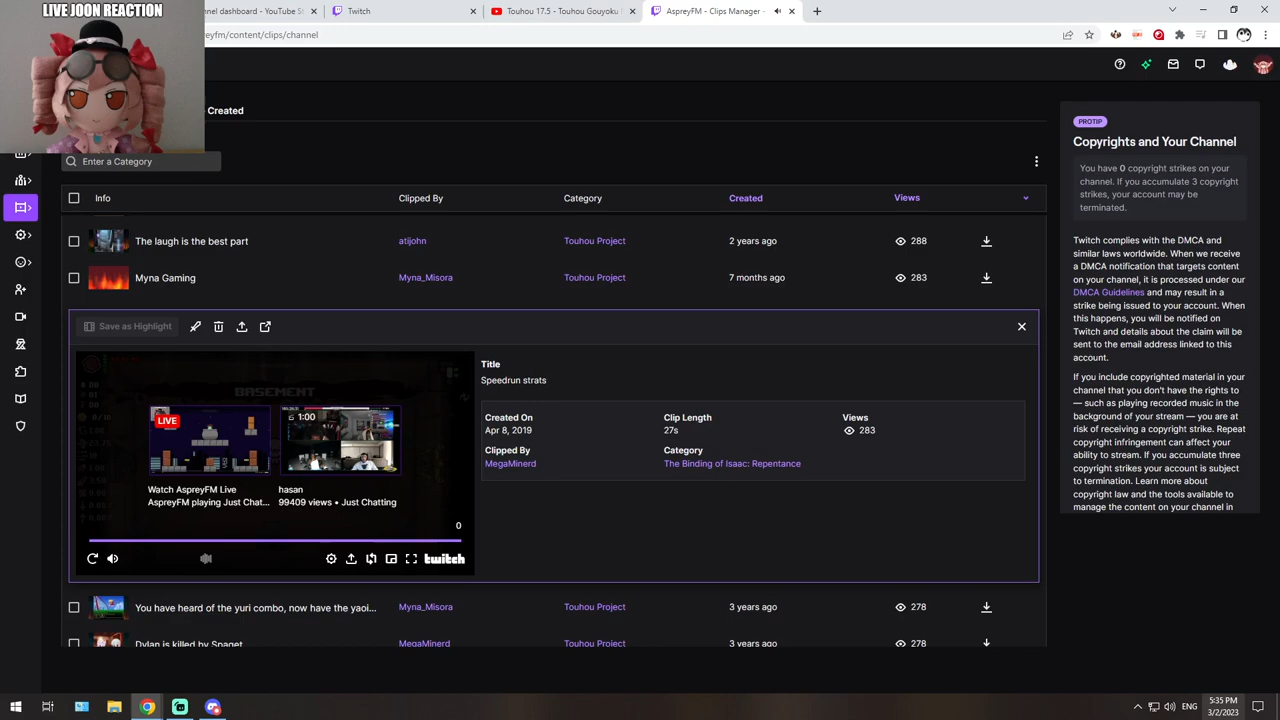 LIVE JOON REACTION
nnel dashboard - YouTube St
Twitch
Touhou 17.5 - Touhou Gouyoku
AspreyFM - Clips Manager -
eyfm/content/clips/channel
Created
Enter a Category
Info
Clipped By
Category
Created
Views
The laugh is the best part
atijohn
Touhou Project
2 years ago
288
Myna Gaming
Myna_Misora
Touhou Project
7 months ago
283
Save as Highlight
BASEMENT
LIVE
1:00
Watch AspreyFM Live
AspreyFM playing Just Chat...
hasan
99409 views • Just Chatting
0
twitch
Title
Speedrun strats
Created On
Apr 8, 2019
Clip Length
27s
Views
283
Clipped By
MegaMinerd
Category
The Binding of Isaac: Repentance
You have heard of the yuri combo, now have the yaoi...
Myna_Misora
Touhou Project
3 years ago
278
Dylan is killed by Spaget
MegaMinerd
Touhou Project
3 years ago
278
PROTIP
Copyrights and Your Channel
You have 0 copyright strikes on
your channel. If you accumulate 3 copyright
strikes, your account may be
terminated.
Twitch complies with the DMCA and
similar laws worldwide. When we receive
a DMCA notification that targets content
on your channel, it is processed under our
DMCA Guidelines and may result in a
strike being issued to your account. When
this happens, you will be notified on
Twitch and details about the claim will be
sent to the email address linked to this
account.
If you include copyrighted material in your
channel that you don't have the rights to
— such as playing recorded music in the
background of your stream — you are at
risk of receiving a copyright strike. Repeat
copyright infringement can affect your
ability to stream. If you accumulate three
copyright strikes your account is subject
to termination. Learn more about
copyright law and the tools available to
manage the content on your channel in
ENG
5:35 PM
3/2/2023